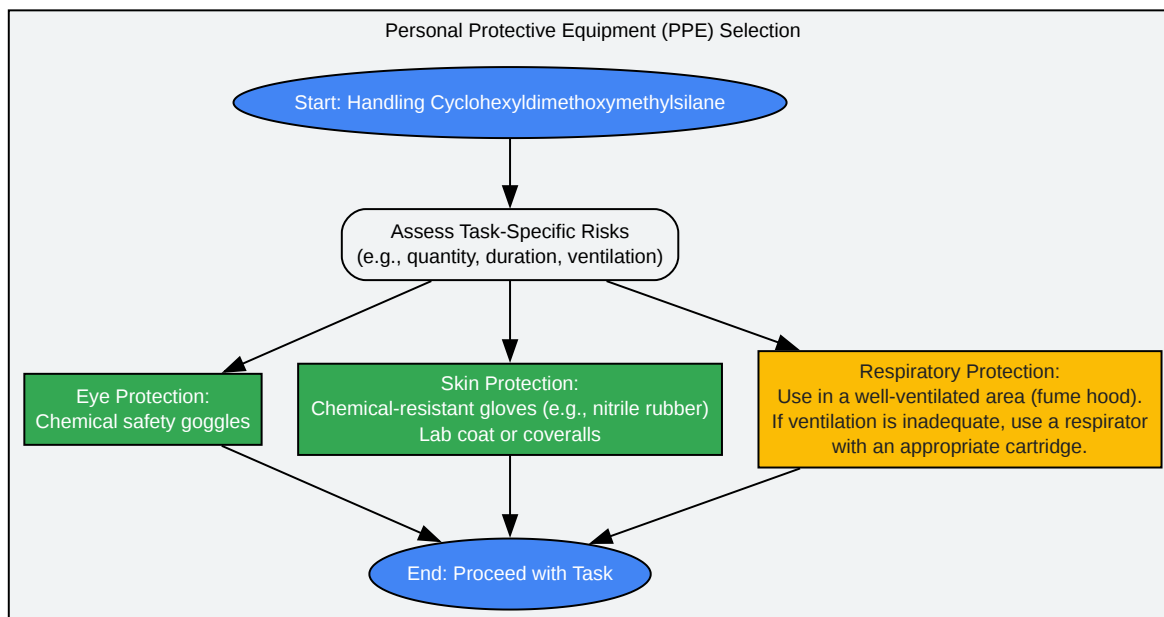 Personal Protective Equipment (PPE) Selection
Start: Handling Cyclohexyldimethoxymethylsilane
Assess Task-Specific Risks
(e.g., quantity, duration, ventilation)
Eye Protection:
Chemical safety goggles
Skin Protection:
Chemical-resistant gloves (e.g., nitrile rubber)
Lab coat or coveralls
Respiratory Protection:
Use in a well-ventilated area (fume hood).
If ventilation is inadequate, use a respirator
with an appropriate cartridge.
End: Proceed with Task